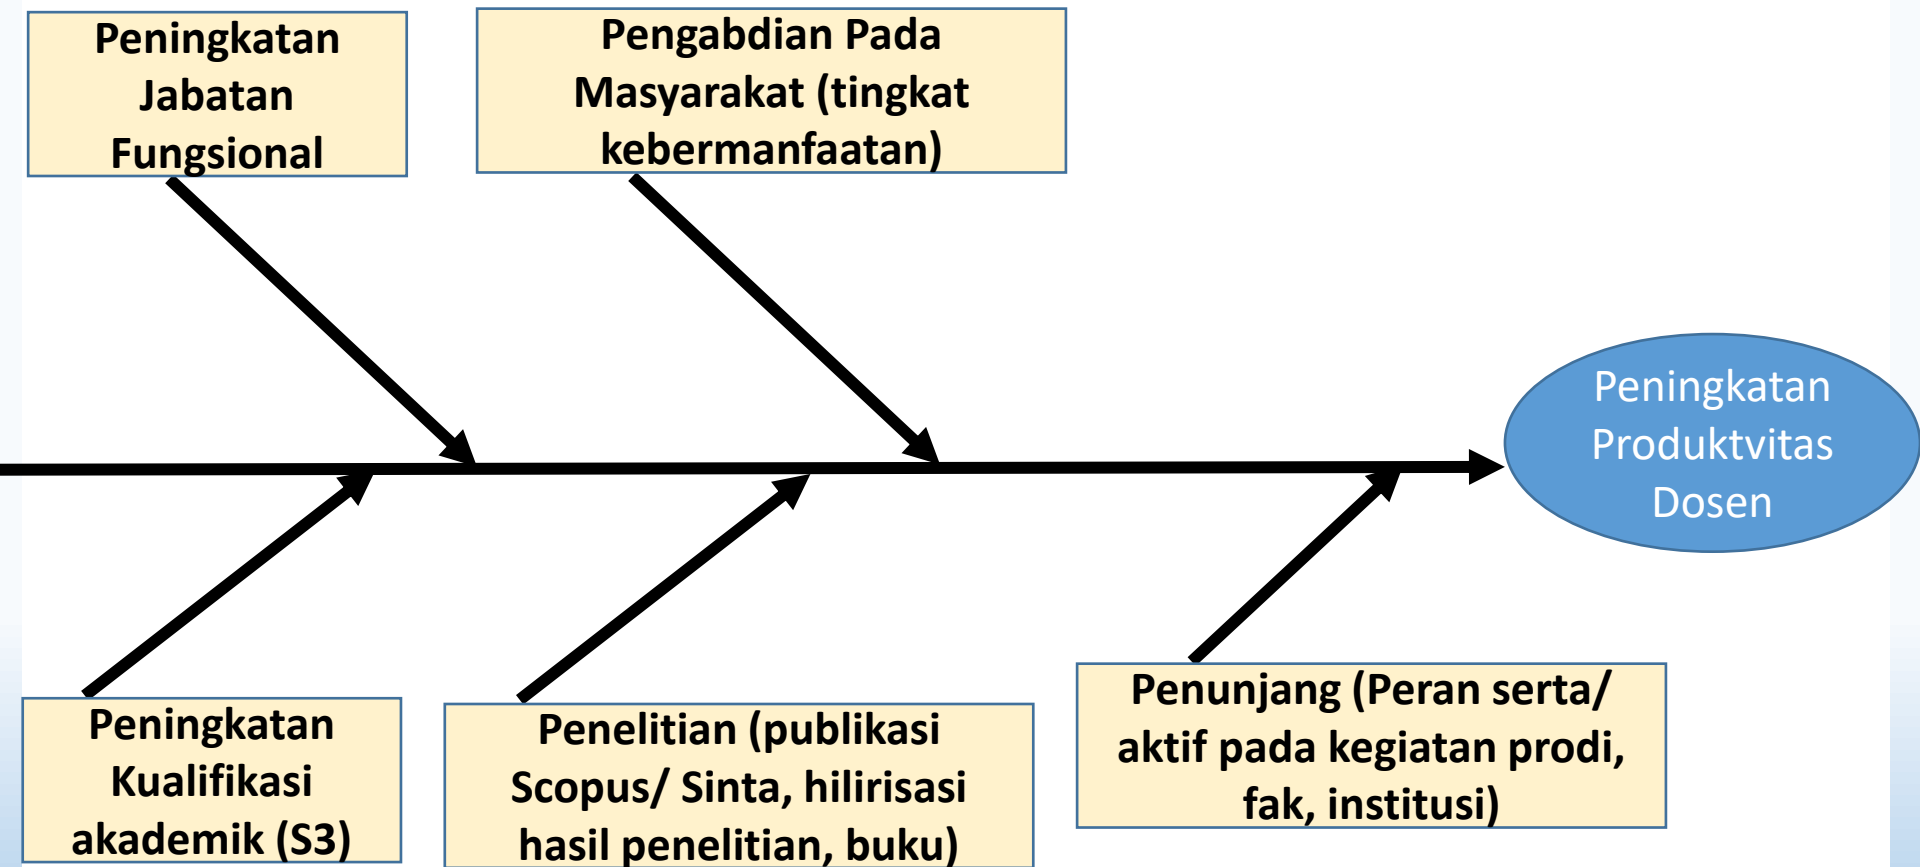 Peningkatan
Jabatan
Fungsional
Pengabdian Pada
Masyarakat (tingkat
kebermanfaatan)
Peningkatan
Produktvitas
Dosen
Peningkatan
Kualifikasi
akademik (S3)
Penelitian (publikasi
Scopus/ Sinta, hilirisasi
hasil penelitian, buku)
Penunjang (Peran serta/
aktif pada kegiatan prodi,
fak, institusi)